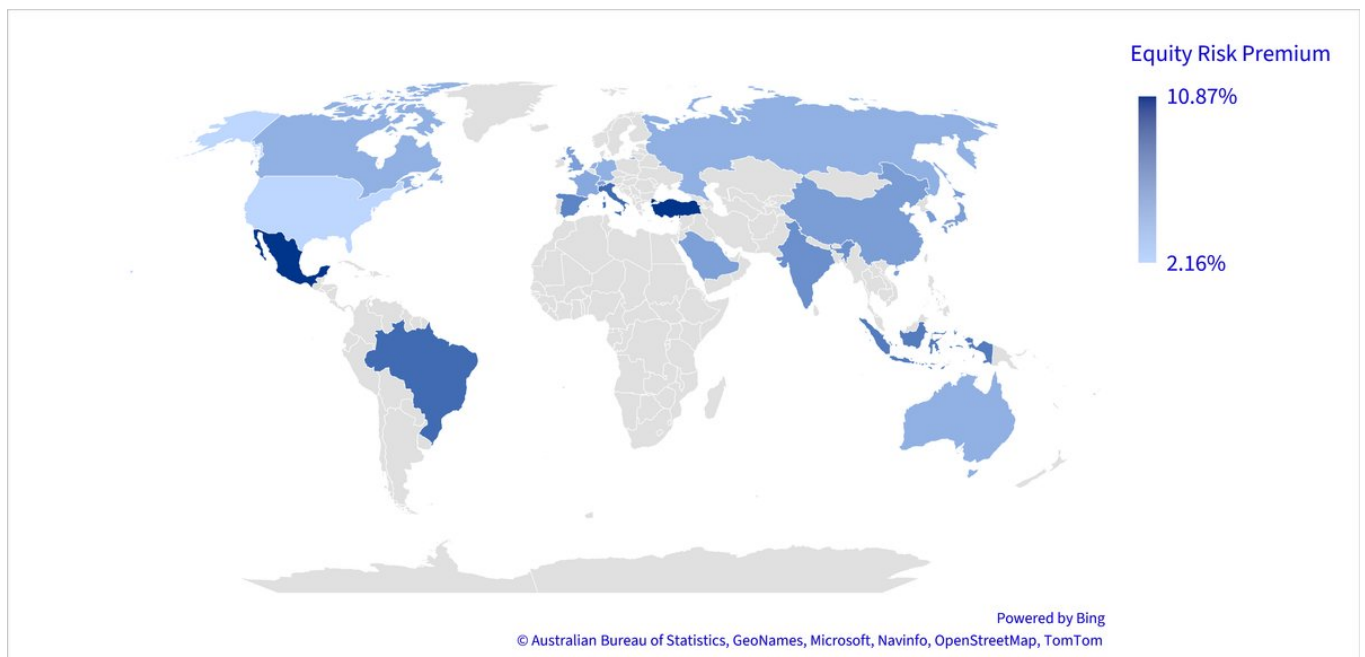 Equity Risk Premium
10.87%
2.16%
Powered by Bing
© Australian Bureau of Statistics, GeoNames, Microsoft, Navinfo, OpenStreetMap, TomTom